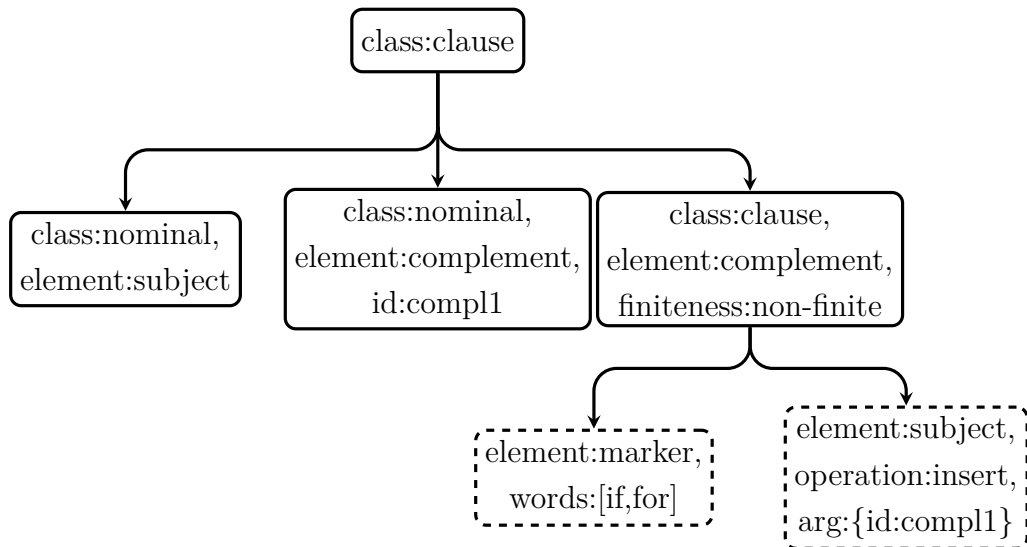 class:clause
class:nominal,
element:subject
class:nominal,
element:complement,
id:compl1
class:clause,
element:complement,
finiteness:non-finite
element:marker,
words:[if,for]
element:subject,
operation:insert,
arg:{id:compl1}